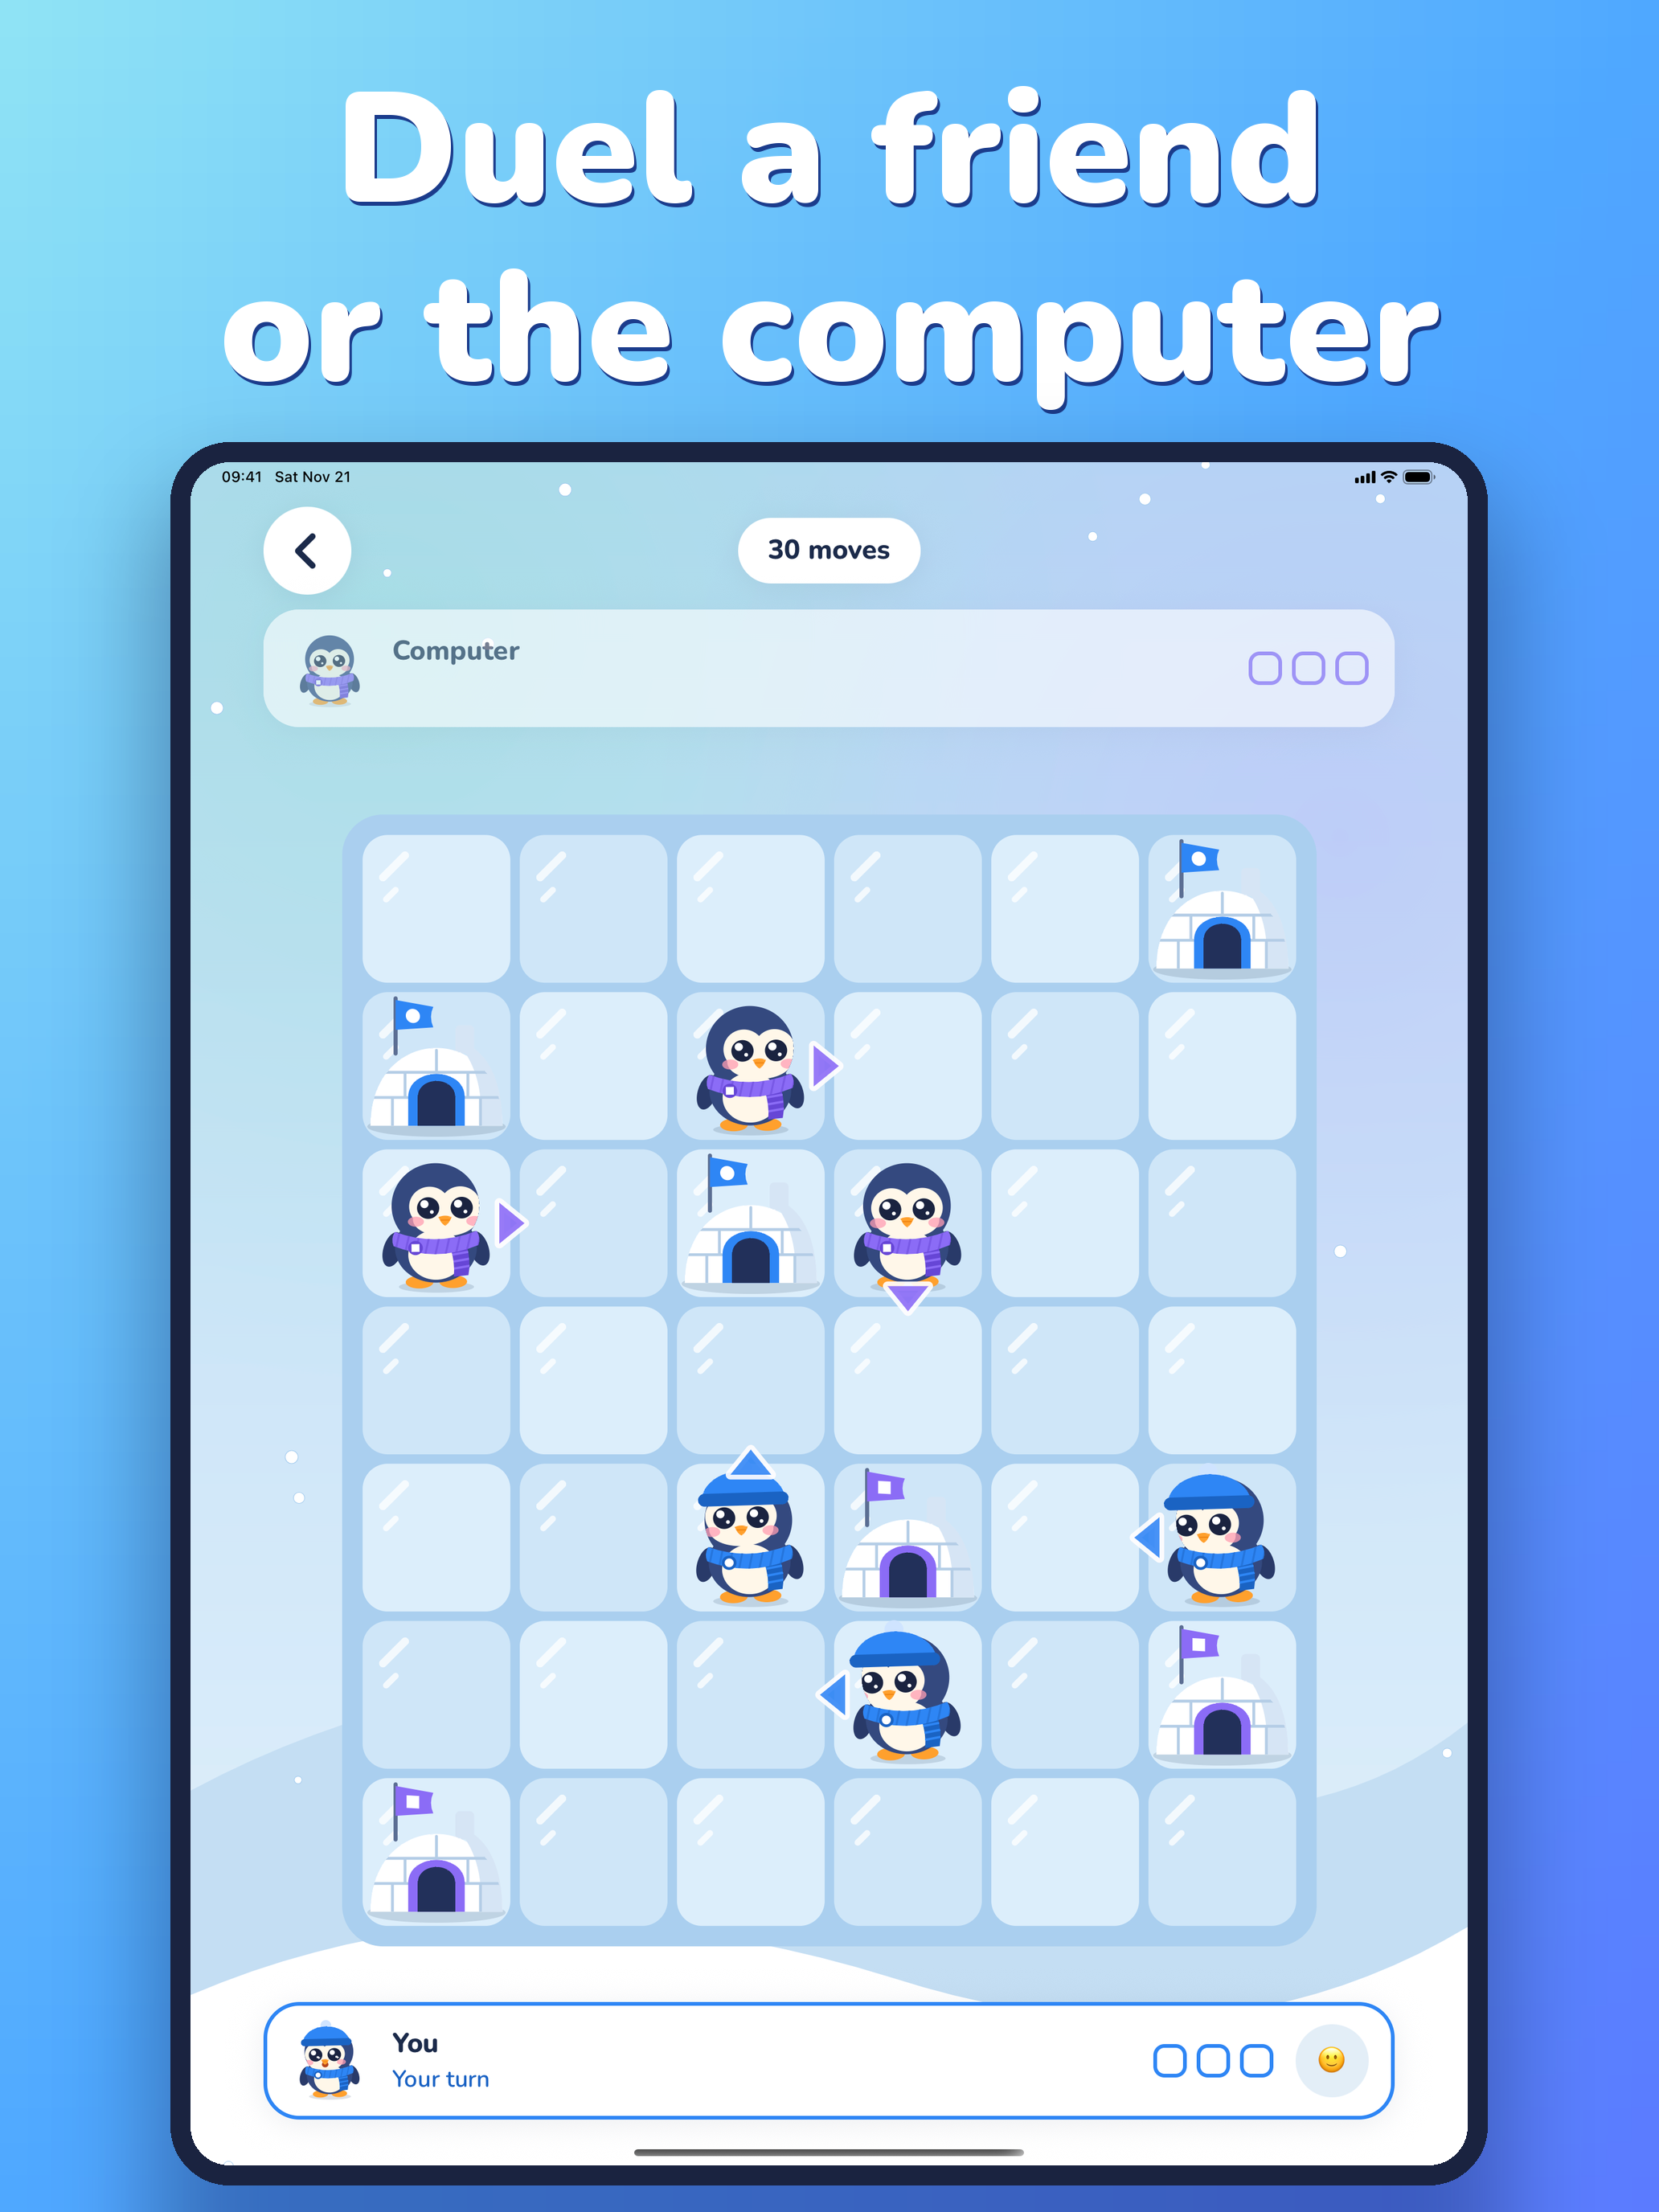 Duel a friend
or the computer
09:41 Sat Nov 21
30 moves
Computer
You
Your turn